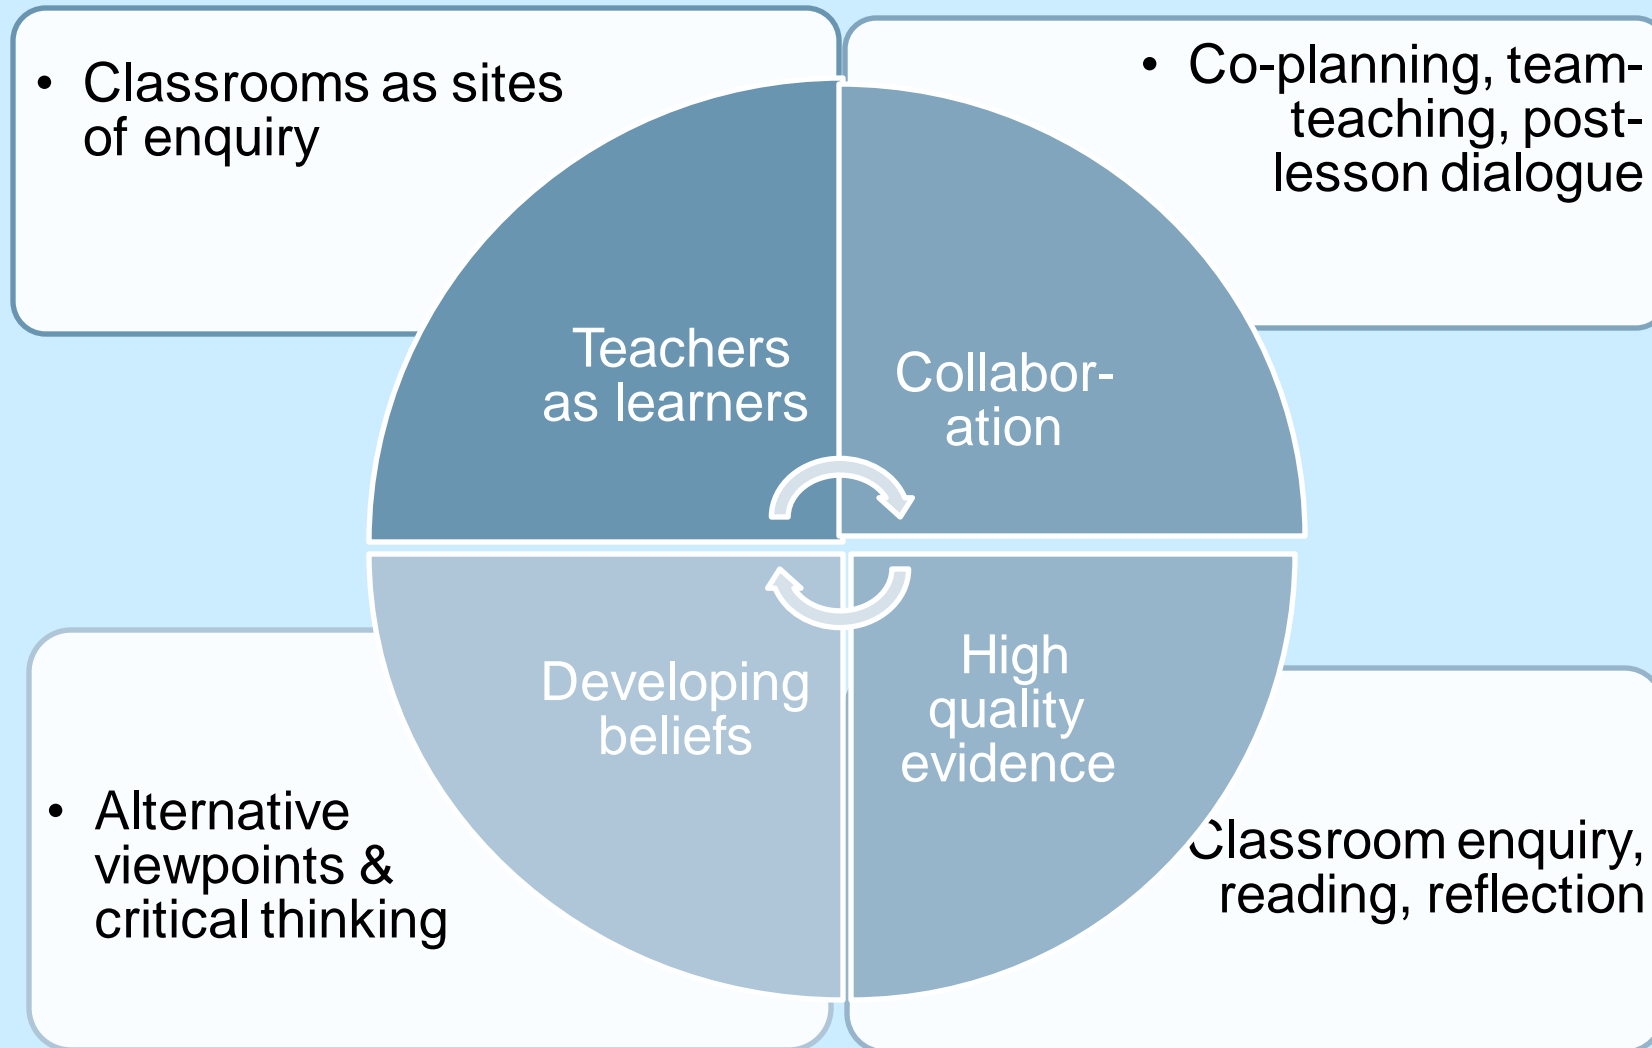 • Classrooms as sites
of enquiry
• Co-planning, team-
teaching, post-
lesson dialogue
Teachers
as learners
Collabor-
ation
Developing
beliefs
High
quality
evidence
• Alternative
viewpoints &
critical thinking
Classroom enquiry,
reading, reflection